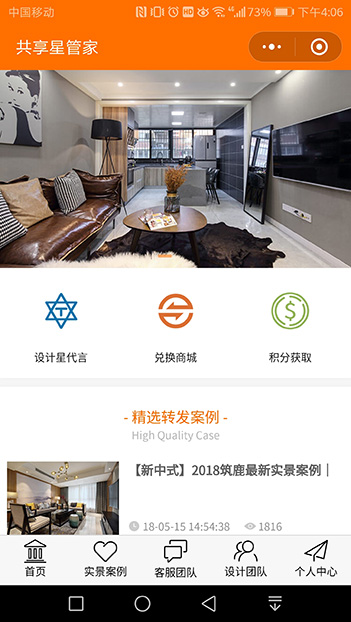 中国移动 HD 4G 73% 下午4:06
共享星管家
T $
设计星代言 兑换商城 积分获取
- 精选转发案例 -
High Quality Case
【新中式】2018筑鹿最新实景案例｜
18-05-15 14:54:38 1816
首页 实景案例 客服团队 设计团队 个人中心